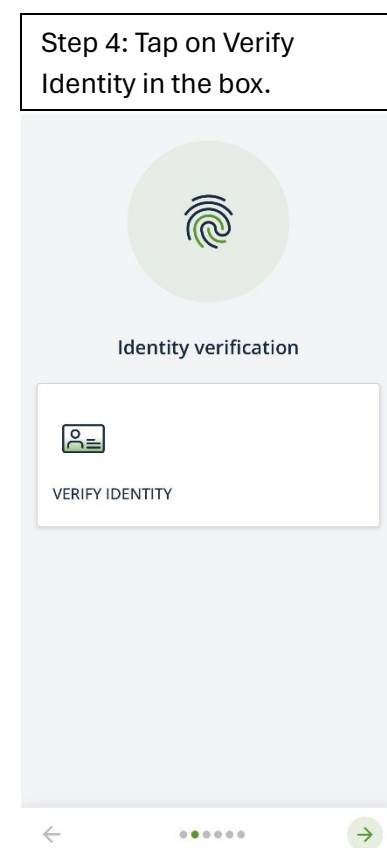 Step 4: Tap on Verify
Identity in the box.
Identity verification
VERIFY IDENTITY